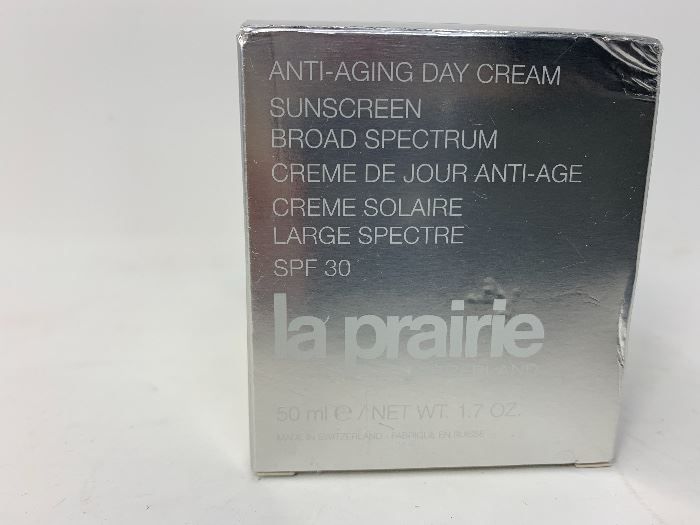 ANTI-AGING DAY CREAM
SUNSCREEN
BROAD SPECTRUM
CREME DE JOUR ANTI-AGE
CREME SOLAIRE
LARGE SPECTRE
SPF 30
la prairie
50 ml e / NET WT. 1.7 OZ.
MADE IN SWITZERLAND - FABRIQUÉ EN SUISSE